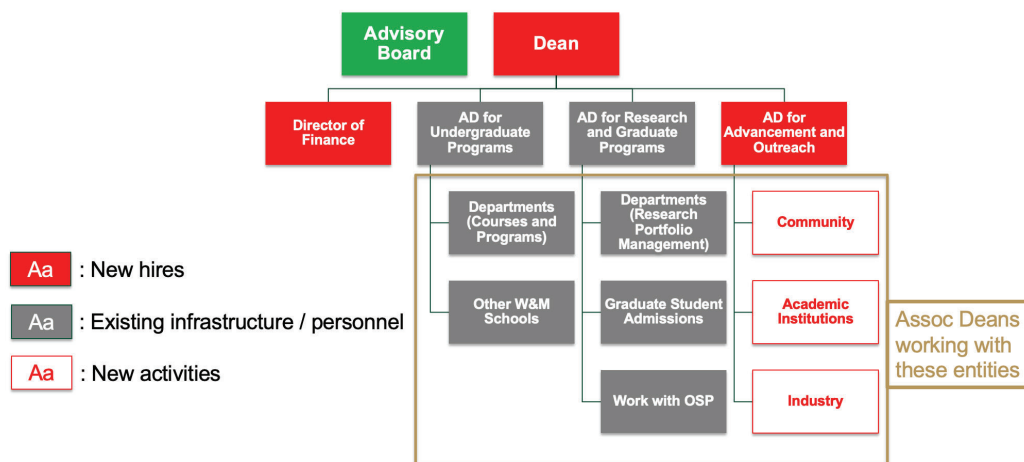 Advisory
Board
Dean
Director of
Finance
AD for
Undergraduate
Programs
AD for Research
and Graduate
Programs
AD for
Advancement and
Outreach
Departments
(Courses and
Programs)
Departments
(Research
Portfolio
Management)
Community
Other W&M
Schools
Graduate Student
Admissions
Academic
Institutions
Work with OSP
Industry
Aa : New hires
Aa : Existing infrastructure / personnel
Aa : New activities
Assoc Deans
working with
these entities